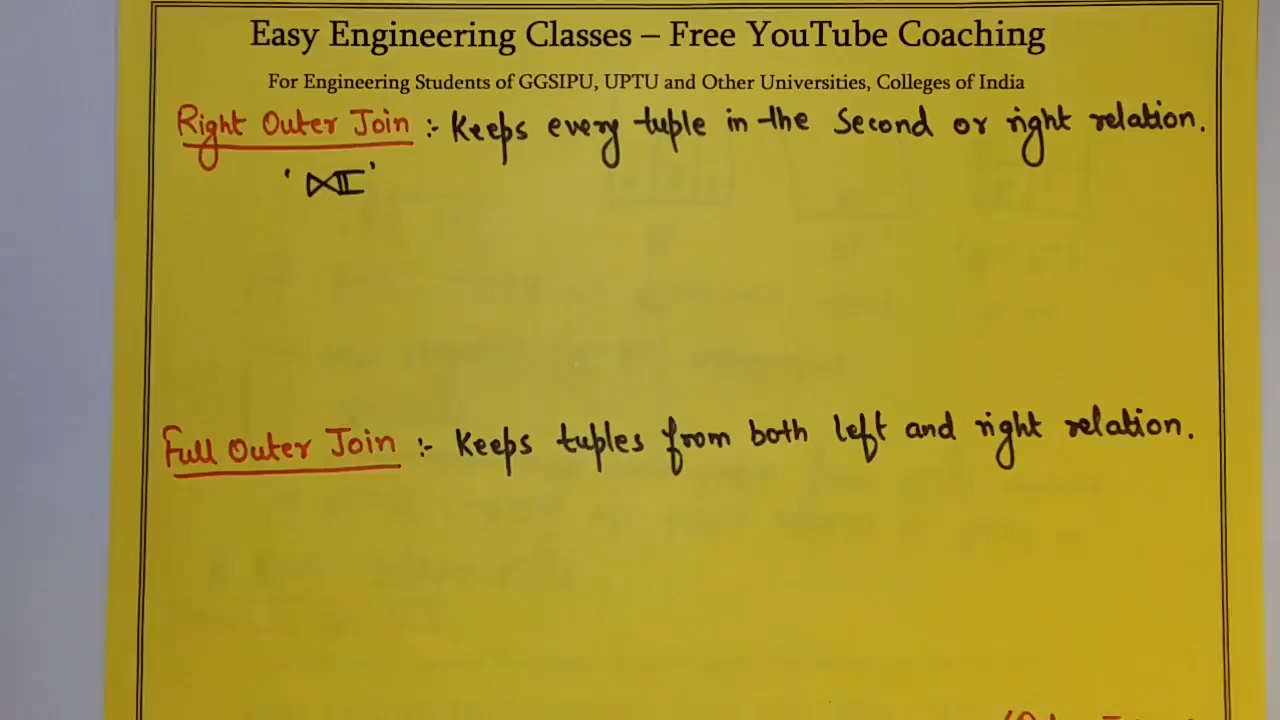 Easy Engineering Classes – Free YouTube Coaching
For Engineering Students of GGSIPU, UPTU and Other Universities, Colleges of India
Right Outer Join :- Keeps every tuple in the second or right relation.
'⟖'
Full Outer Join :- Keeps tuples from both left and right relation.